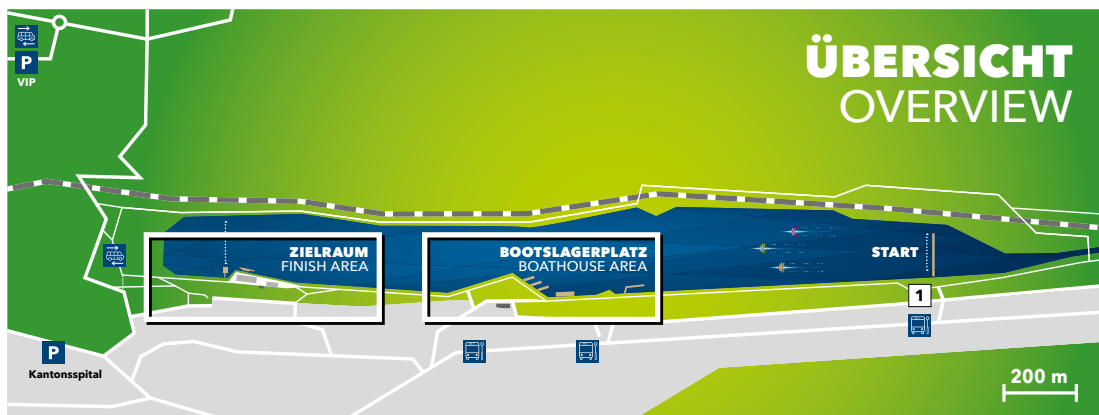 ÜBERSICHT
OVERVIEW
P
VIP
ZIELRAUM
FINISH AREA
BOOTSLAGERPLATZ
BOATHOUSE AREA
START
1
P
Kantonsspital
200 m